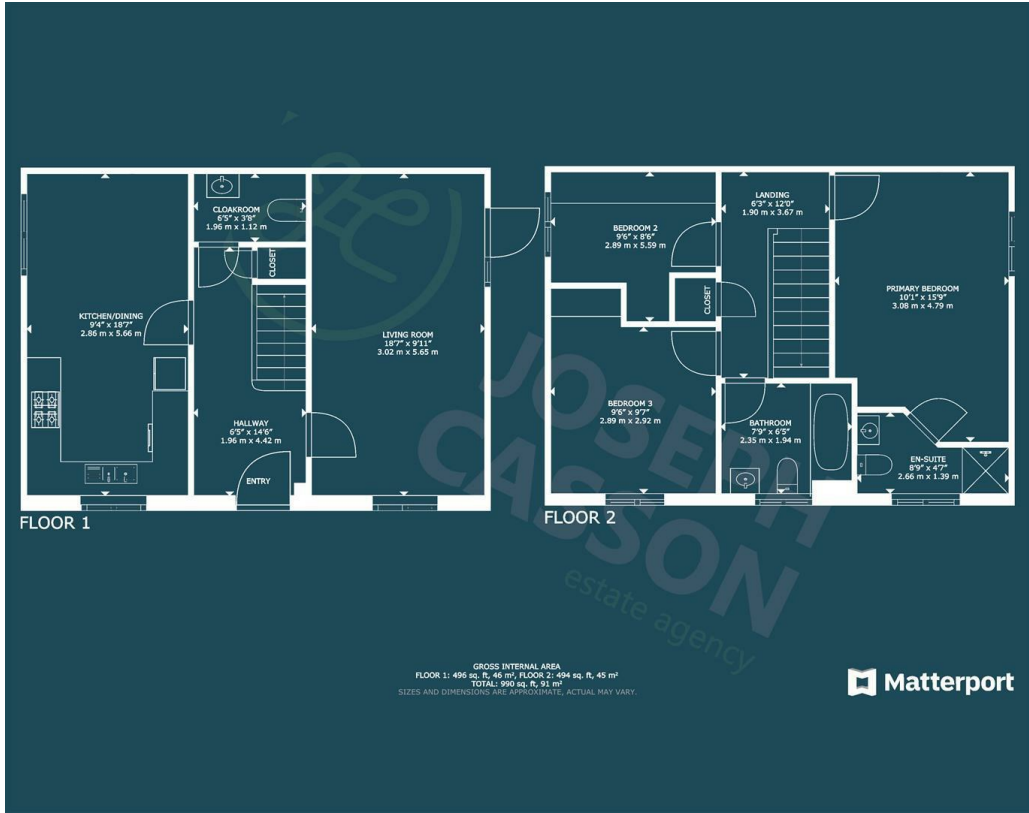 CLOAKROOM
6'5" x 3'8"
1.96 m x 1.12 m
CLOSET
KITCHEN/DINING
9'4" x 18'7"
2.86 m x 5.66 m
LIVING ROOM
18'7" x 9'11"
3.02 m x 5.65 m
HALLWAY
6'5" x 14'6"
1.96 m x 4.42 m
ENTRY
FLOOR 1
LANDING
6'3" x 12'0"
1.90 m x 3.67 m
BEDROOM 2
9'6" x 8'6"
2.89 m x 5.59 m
CLOSET
PRIMARY BEDROOM
10'1" x 15'9"
3.08 m x 4.79 m
BEDROOM 3
9'6" x 9'7"
2.89 m x 2.92 m
BATHROOM
7'9" x 6'5"
2.35 m x 1.94 m
EN-SUITE
8'9" x 4'7"
2.66 m x 1.39 m
FLOOR 2
JOSEPH
CASSON
estate agency
GROSS INTERNAL AREA
FLOOR 1: 496 sq. ft, 46 m², FLOOR 2: 494 sq. ft, 45 m²
TOTAL: 990 sq. ft, 91 m²
SIZES AND DIMENSIONS ARE APPROXIMATE, ACTUAL MAY VARY.
Matterport